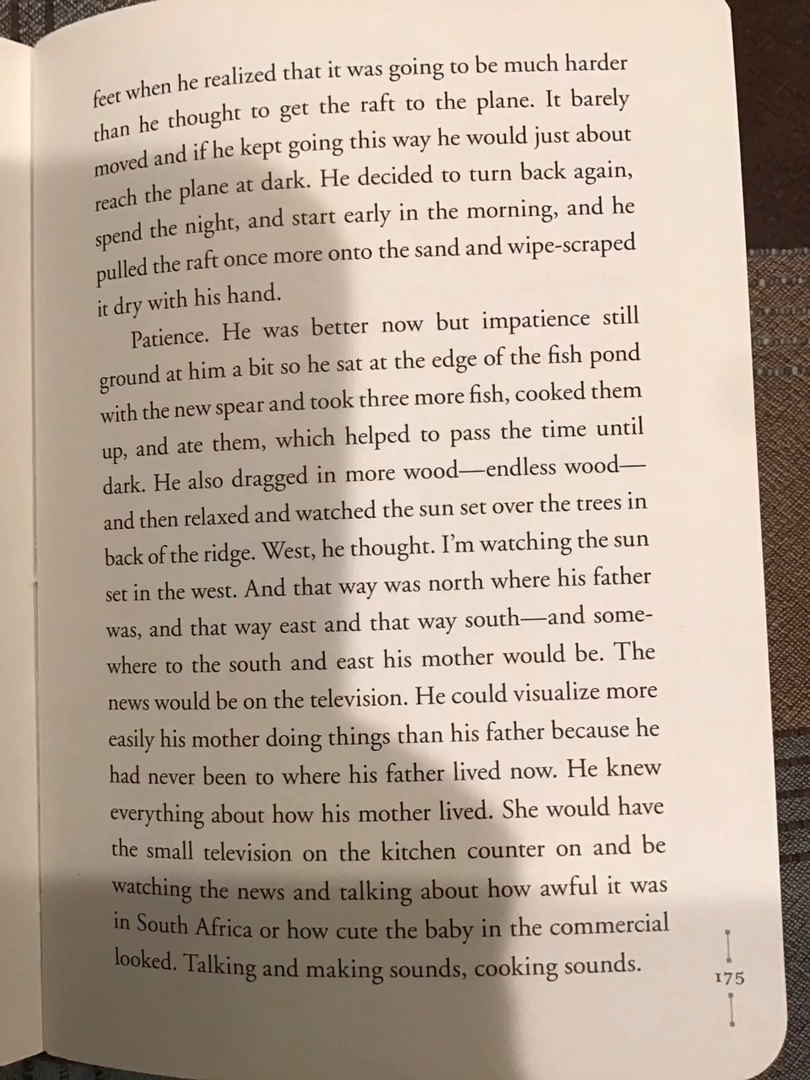 feet when he realized that it was going to be much harder
than he thought to get the raft to the plane. It barely
moved and if he kept going this way he would just about
reach the plane at dark. He decided to turn back again,
spend the night, and start early in the morning, and he
pulled the raft once more onto the sand and wipe-scraped
it dry with his hand.
Patience. He was better now but impatience still
ground at him a bit so he sat at the edge of the fish pond
with the new spear and took three more fish, cooked them
up, and ate them, which helped to pass the time until
dark. He also dragged in more wood—endless wood—
and then relaxed and watched the sun set over the trees in
back of the ridge. West, he thought. I'm watching the sun
set in the west. And that way was north where his father
was, and that way east and that way south—and some-
where to the south and east his mother would be. The
news would be on the television. He could visualize more
easily his mother doing things than his father because he
had never been to where his father lived now. He knew
everything about how his mother lived. She would have
the small television on the kitchen counter on and be
watching the news and talking about how awful it was
in South Africa or how cute the baby in the commercial
looked. Talking and making sounds, cooking sounds.
175